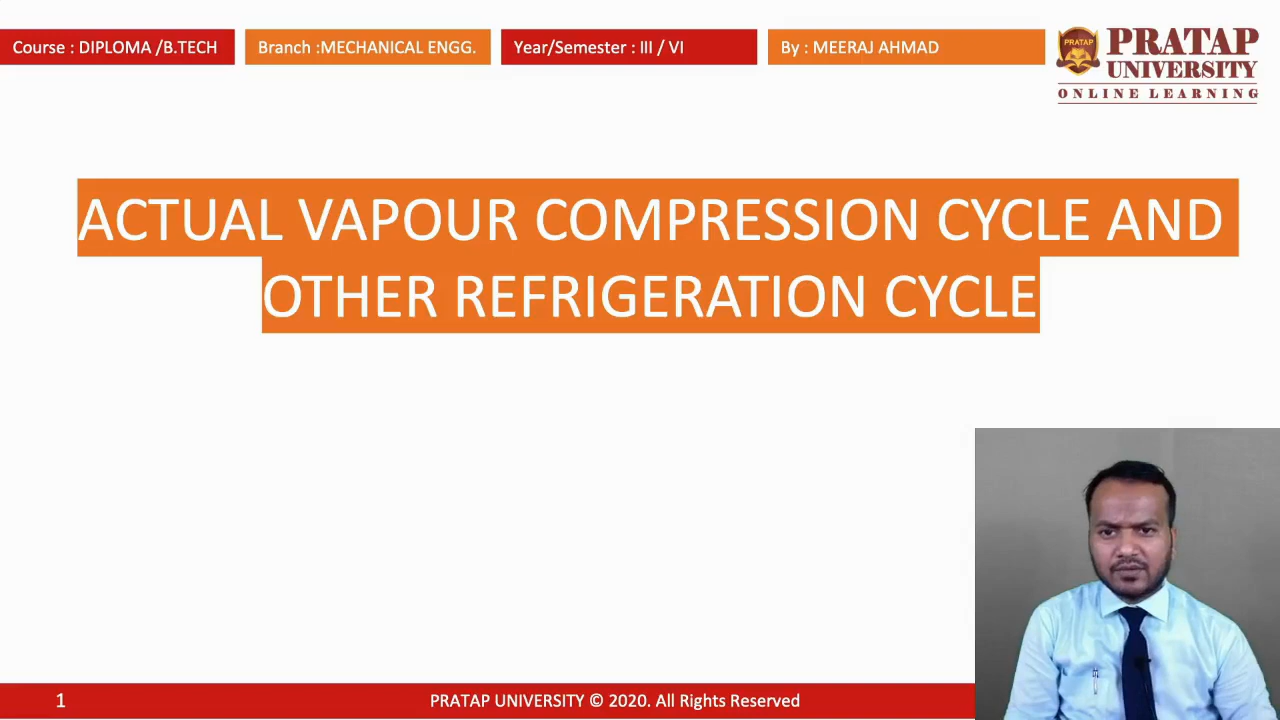 Course : DIPLOMA /B.TECH
Branch :MECHANICAL ENGG.
Year/Semester : III / VI
By : MEERAJ AHMAD
PRATAP
PRATAP
UNIVERSITY
ONLINE LEARNING
ACTUAL VAPOUR COMPRESSION CYCLE AND
OTHER REFRIGERATION CYCLE
1
PRATAP UNIVERSITY © 2020. All Rights Reserved